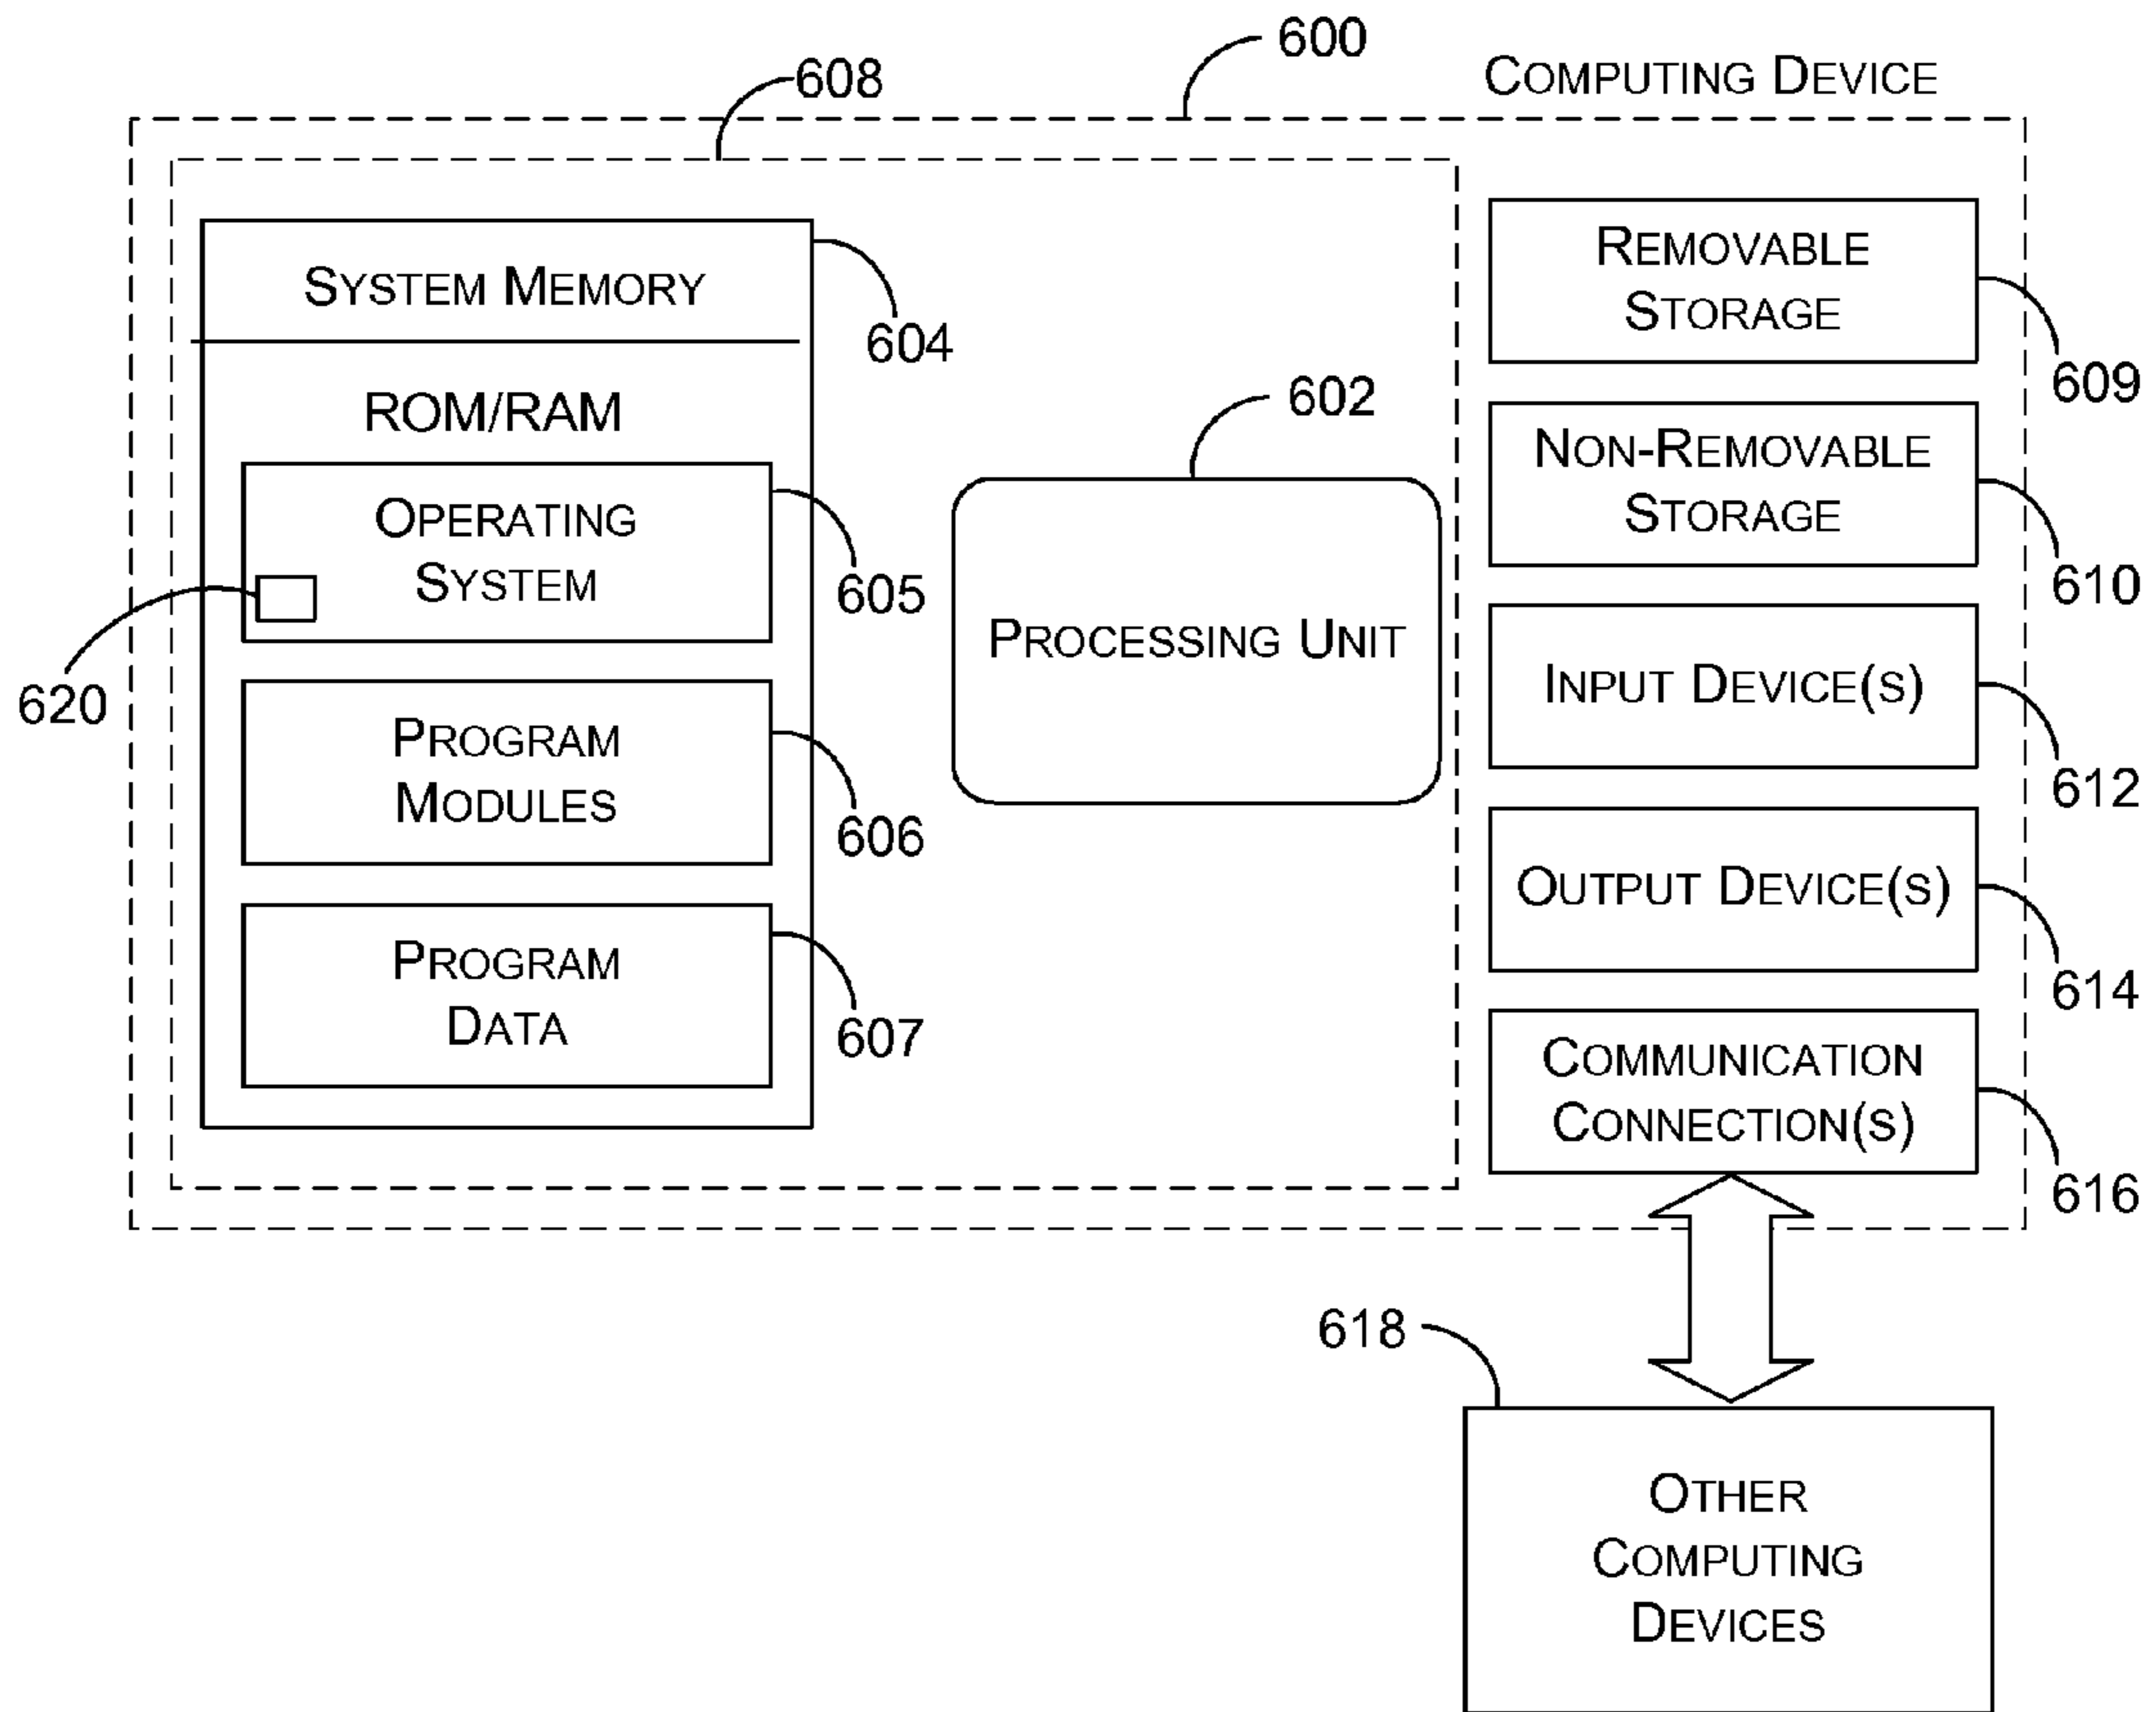 600
COMPUTING DEVICE
608
SYSTEM MEMORY
604
ROM/RAM
OPERATING
SYSTEM
605
620
PROGRAM
MODULES
606
PROGRAM
DATA
607
602
PROCESSING UNIT
REMOVABLE
STORAGE
609
NON-REMOVABLE
STORAGE
610
INPUT DEVICE(S)
612
OUTPUT DEVICE(S)
614
COMMUNICATION
CONNECTION(S)
616
618
OTHER
COMPUTING
DEVICES